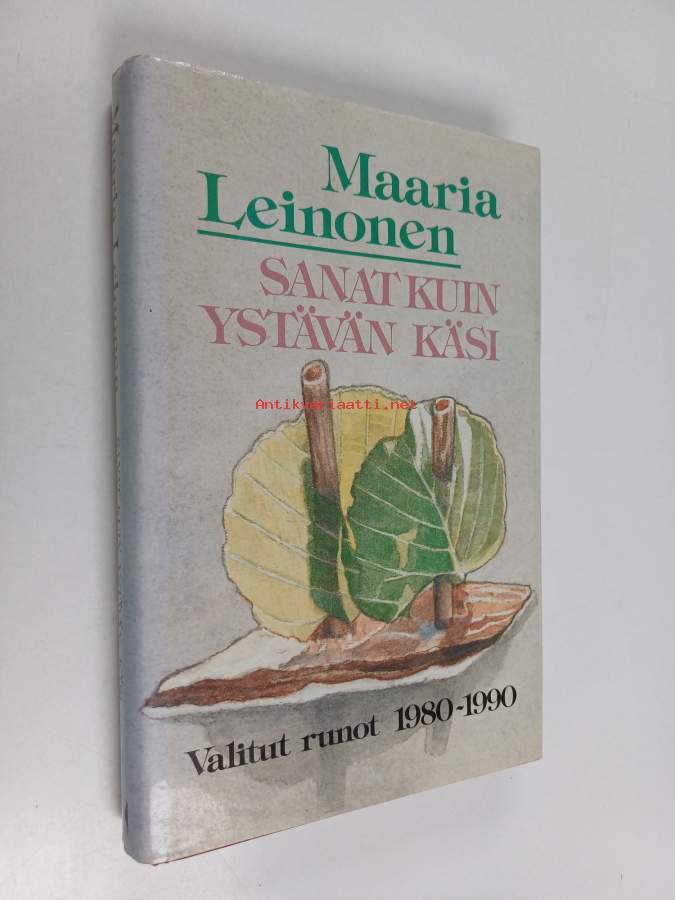 Maaria
Leinonen
SANAT KUIN
YSTÄVÄN KÄSI
Antikvariaatti.net
Valitut runot 1980-1990